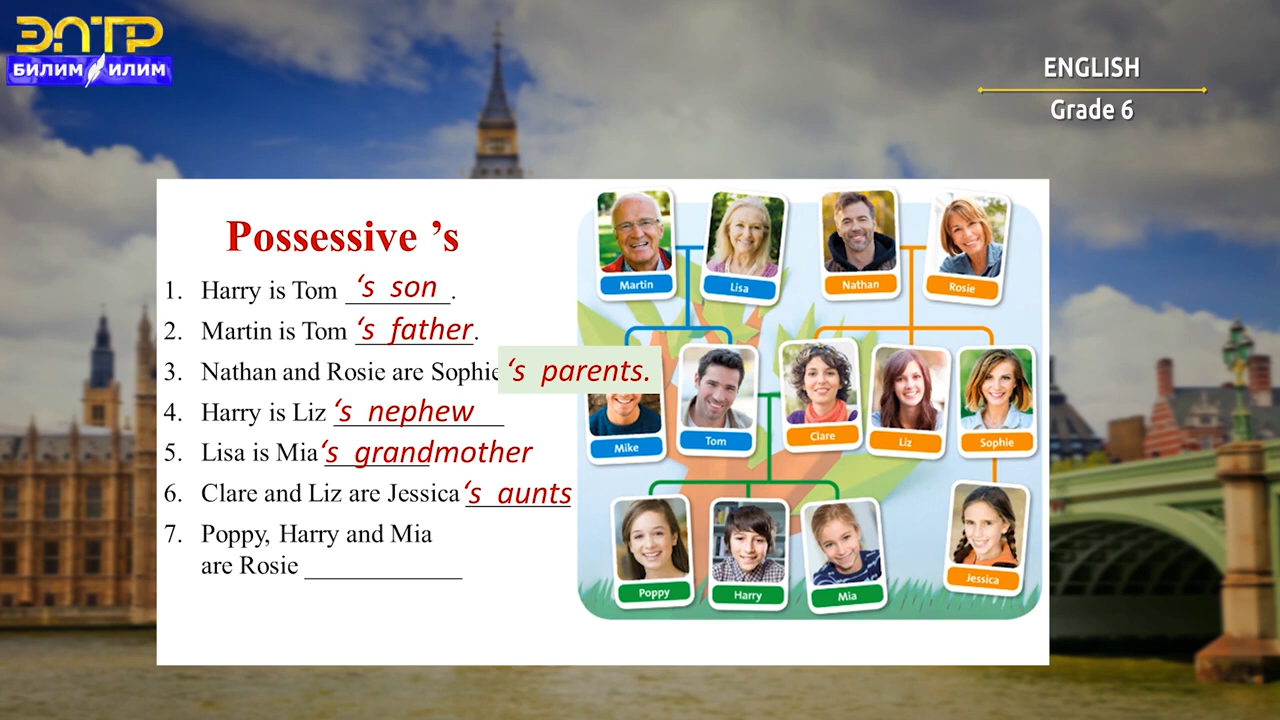 ЭЛТР
БИЛИМ ИЛИМ
ENGLISH
Grade 6
Possessive ’s
1. Harry is Tom ‘s son.
2. Martin is Tom ‘s father.
3. Nathan and Rosie are Sophie ‘s parents.
4. Harry is Liz ‘s nephew
5. Lisa is Mia ‘s grandmother
6. Clare and Liz are Jessica ‘s aunts
7. Poppy, Harry and Mia
are Rosie ____________
Martin
Lisa
Nathan
Rosie
Mike
Tom
Clare
Liz
Sophie
Poppy
Harry
Mia
Jessica